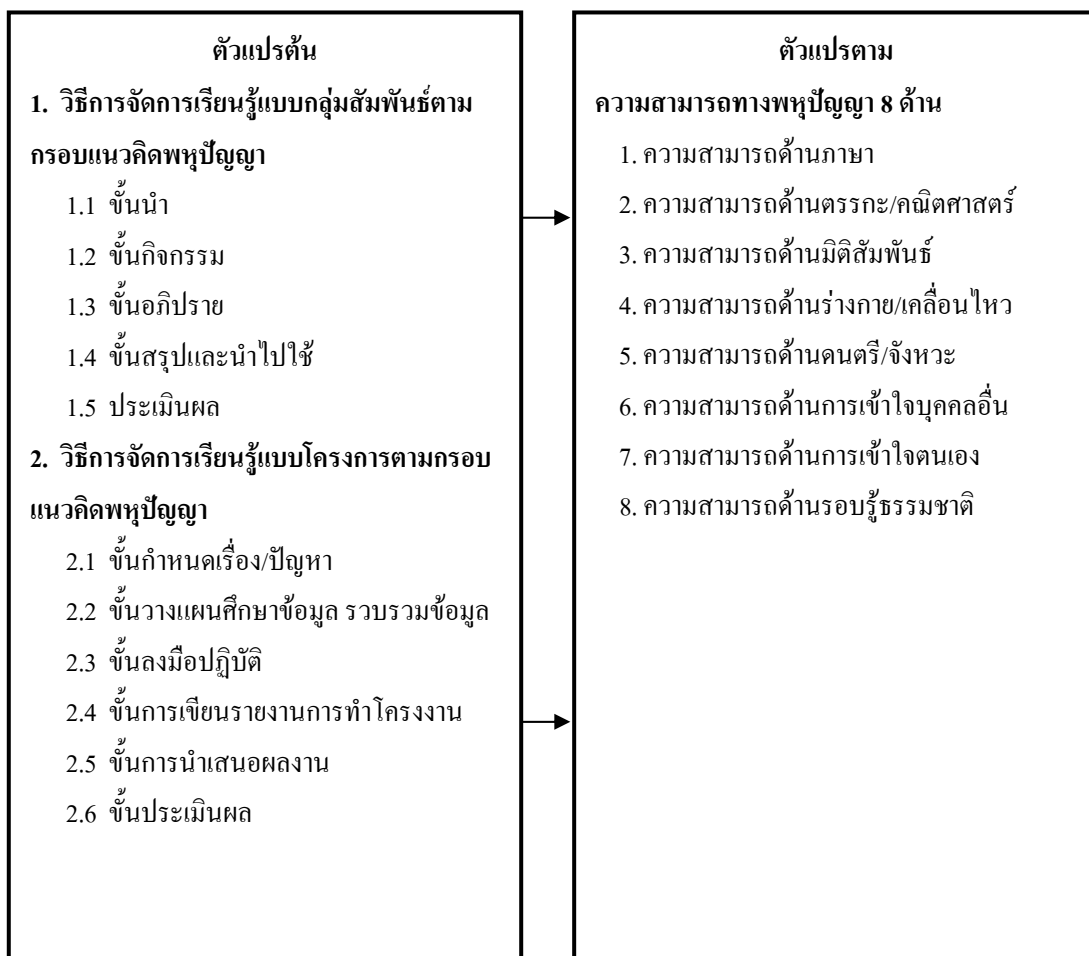 ตัวแปรต้น
1. วิธีการจัดการเรียนรู้แบบกลุ่มสัมพันธ์ตาม
กรอบแนวคิดพหุปัญญา
1.1 ขั้นนำ
1.2 ขั้นกิจกรรม
1.3 ขั้นอภิปราย
1.4 ขั้นสรุปและนำไปใช้
1.5 ประเมินผล
2. วิธีการจัดการเรียนรู้แบบโครงการตามกรอบ
แนวคิดพหุปัญญา
2.1 ขั้นกำหนดเรื่อง/ปัญหา
2.2 ขั้นวางแผนศึกษาข้อมูล รวบรวมข้อมูล
2.3 ขั้นลงมือปฏิบัติ
2.4 ขั้นการเขียนรายงานการทำโครงงาน
2.5 ขั้นการนำเสนอผลงาน
2.6 ขั้นประเมินผล
ตัวแปรตาม
ความสามารถทางพหุปัญญา 8 ด้าน
1. ความสามารถด้านภาษา
2. ความสามารถด้านตรรกะ/คณิตศาสตร์
3. ความสามารถด้านมิติสัมพันธ์
4. ความสามารถด้านร่างกาย/เคลื่อนไหว
5. ความสามารถด้านดนตรี/จังหวะ
6. ความสามารถด้านการเข้าใจบุคคลอื่น
7. ความสามารถด้านการเข้าใจตนเอง
8. ความสามารถด้านรอบรู้ธรรมชาติ